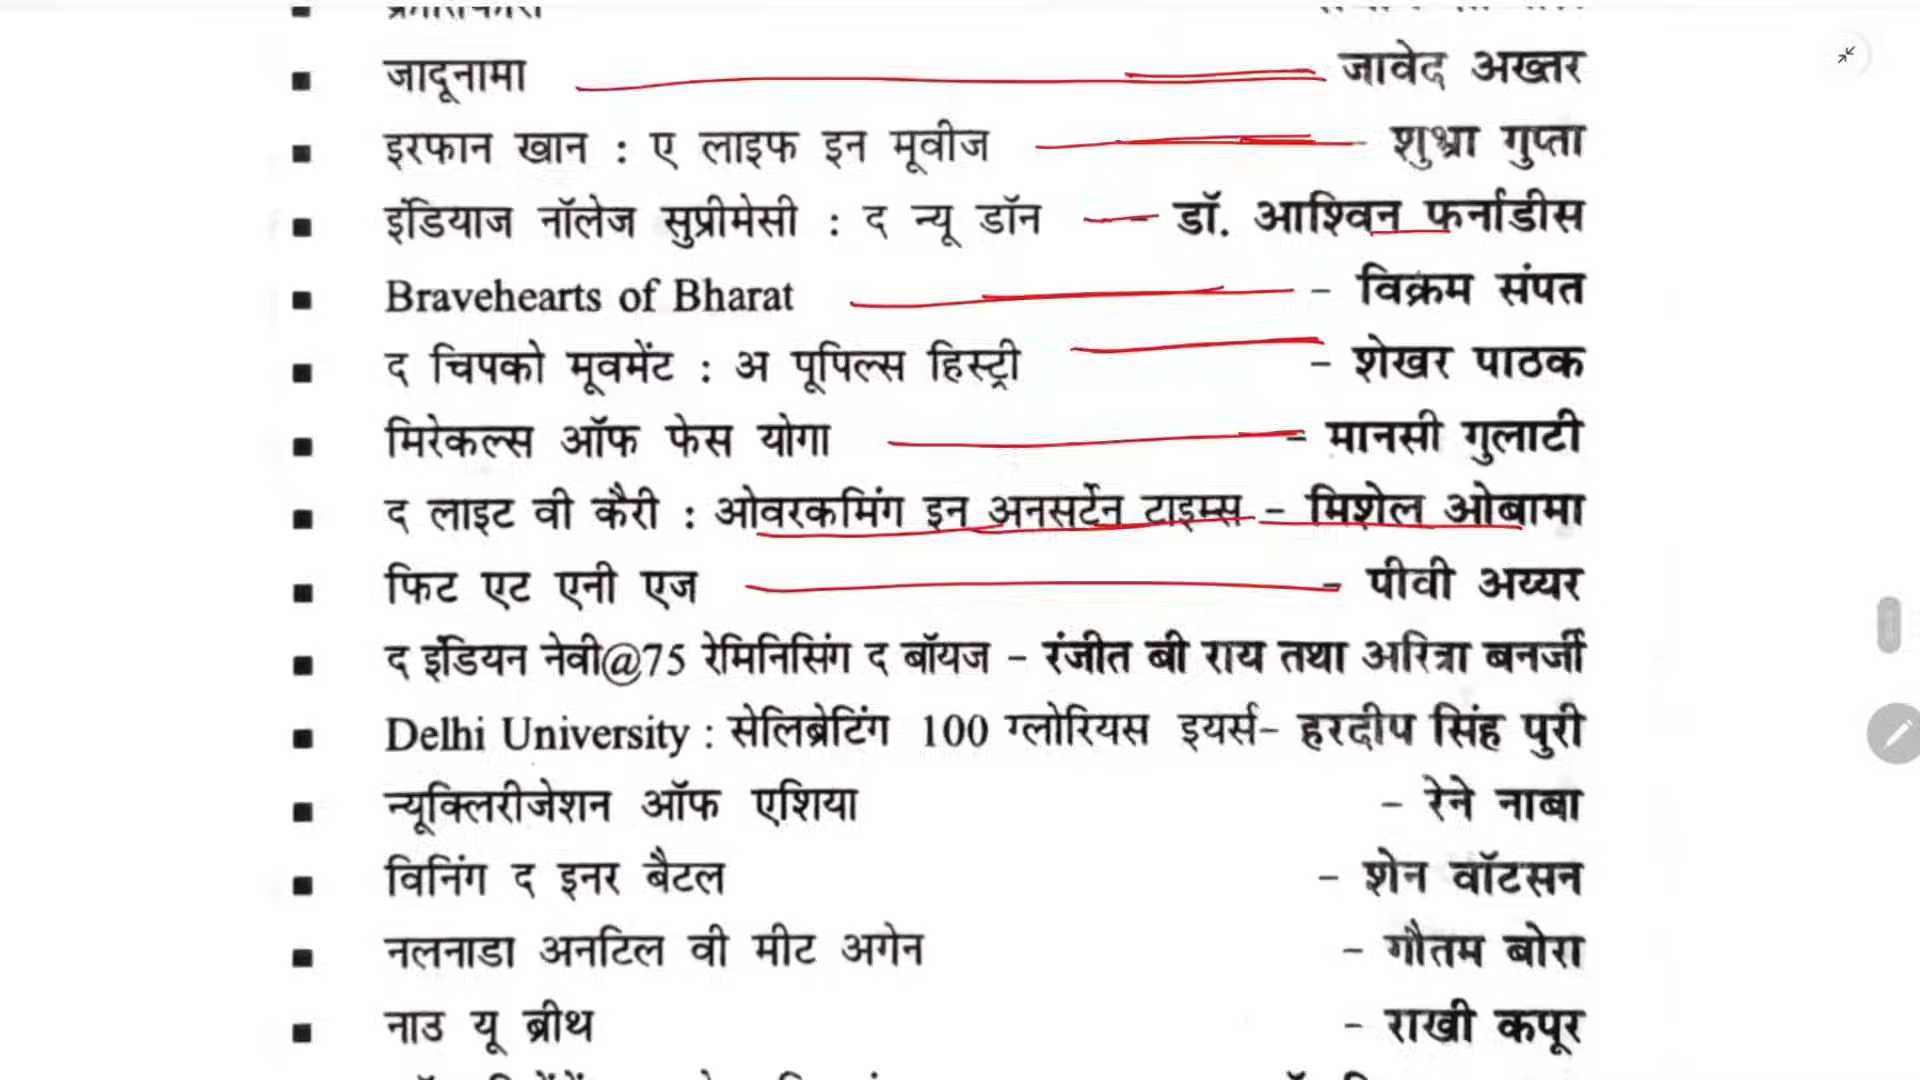 जादूनामा जावेद अख्तर
इरफान खान : ए लाइफ इन मूवीज - शुभ्रा गुप्ता
इंडियाज नॉलेज सुप्रीमेसी : द न्यू डॉन - डॉ. आश्विन फर्नाडीस
Bravehearts of Bharat - विक्रम संपत
द चिपको मूवमेंट : अ पूपिल्स हिस्ट्री - शेखर पाठक
मिरेकल्स ऑफ फेस योगा - मानसी गुलाटी
द लाइट वी कैरी : ओवरकमिंग इन अनसर्टेन टाइम्स - मिशेल ओबामा
फिट एट एनी एज - पीवी अय्यर
द इंडियन नेवी@75 रेमिनिसिंग द बॉयज - रंजीत बी राय तथा अरित्रा बनर्जी
Delhi University : सेलिब्रेटिंग 100 ग्लोरियस इयर्स- हरदीप सिंह पुरी
न्यूक्लिरीजेशन ऑफ एशिया - रेने नाबा
विनिंग द इनर बैटल - शेन वॉटसन
नलनाडा अनटिल वी मीट अगेन - गौतम बोरा
नाउ यू ब्रीथ - राखी कपूर